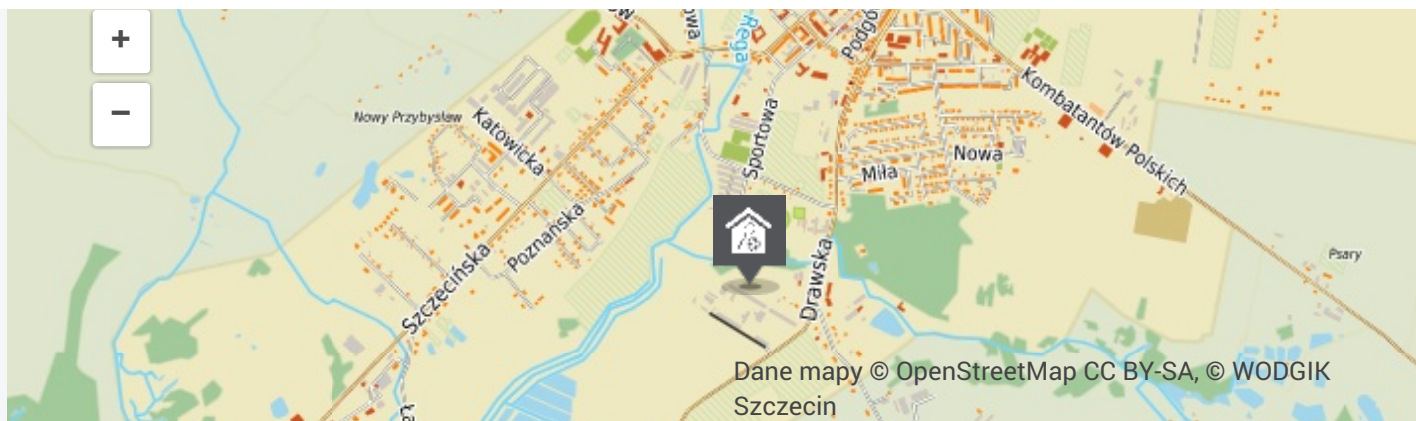 +
−
Rega
Podgó
Kombatantów Polskich
Nowy Przybysław
Katowicka
Sportowa
Nowa
Miła
Poznańska
Szczecińska
Drawska
Psary
Dane mapy © OpenStreetMap CC BY-SA, © WODGIK
Szczecin